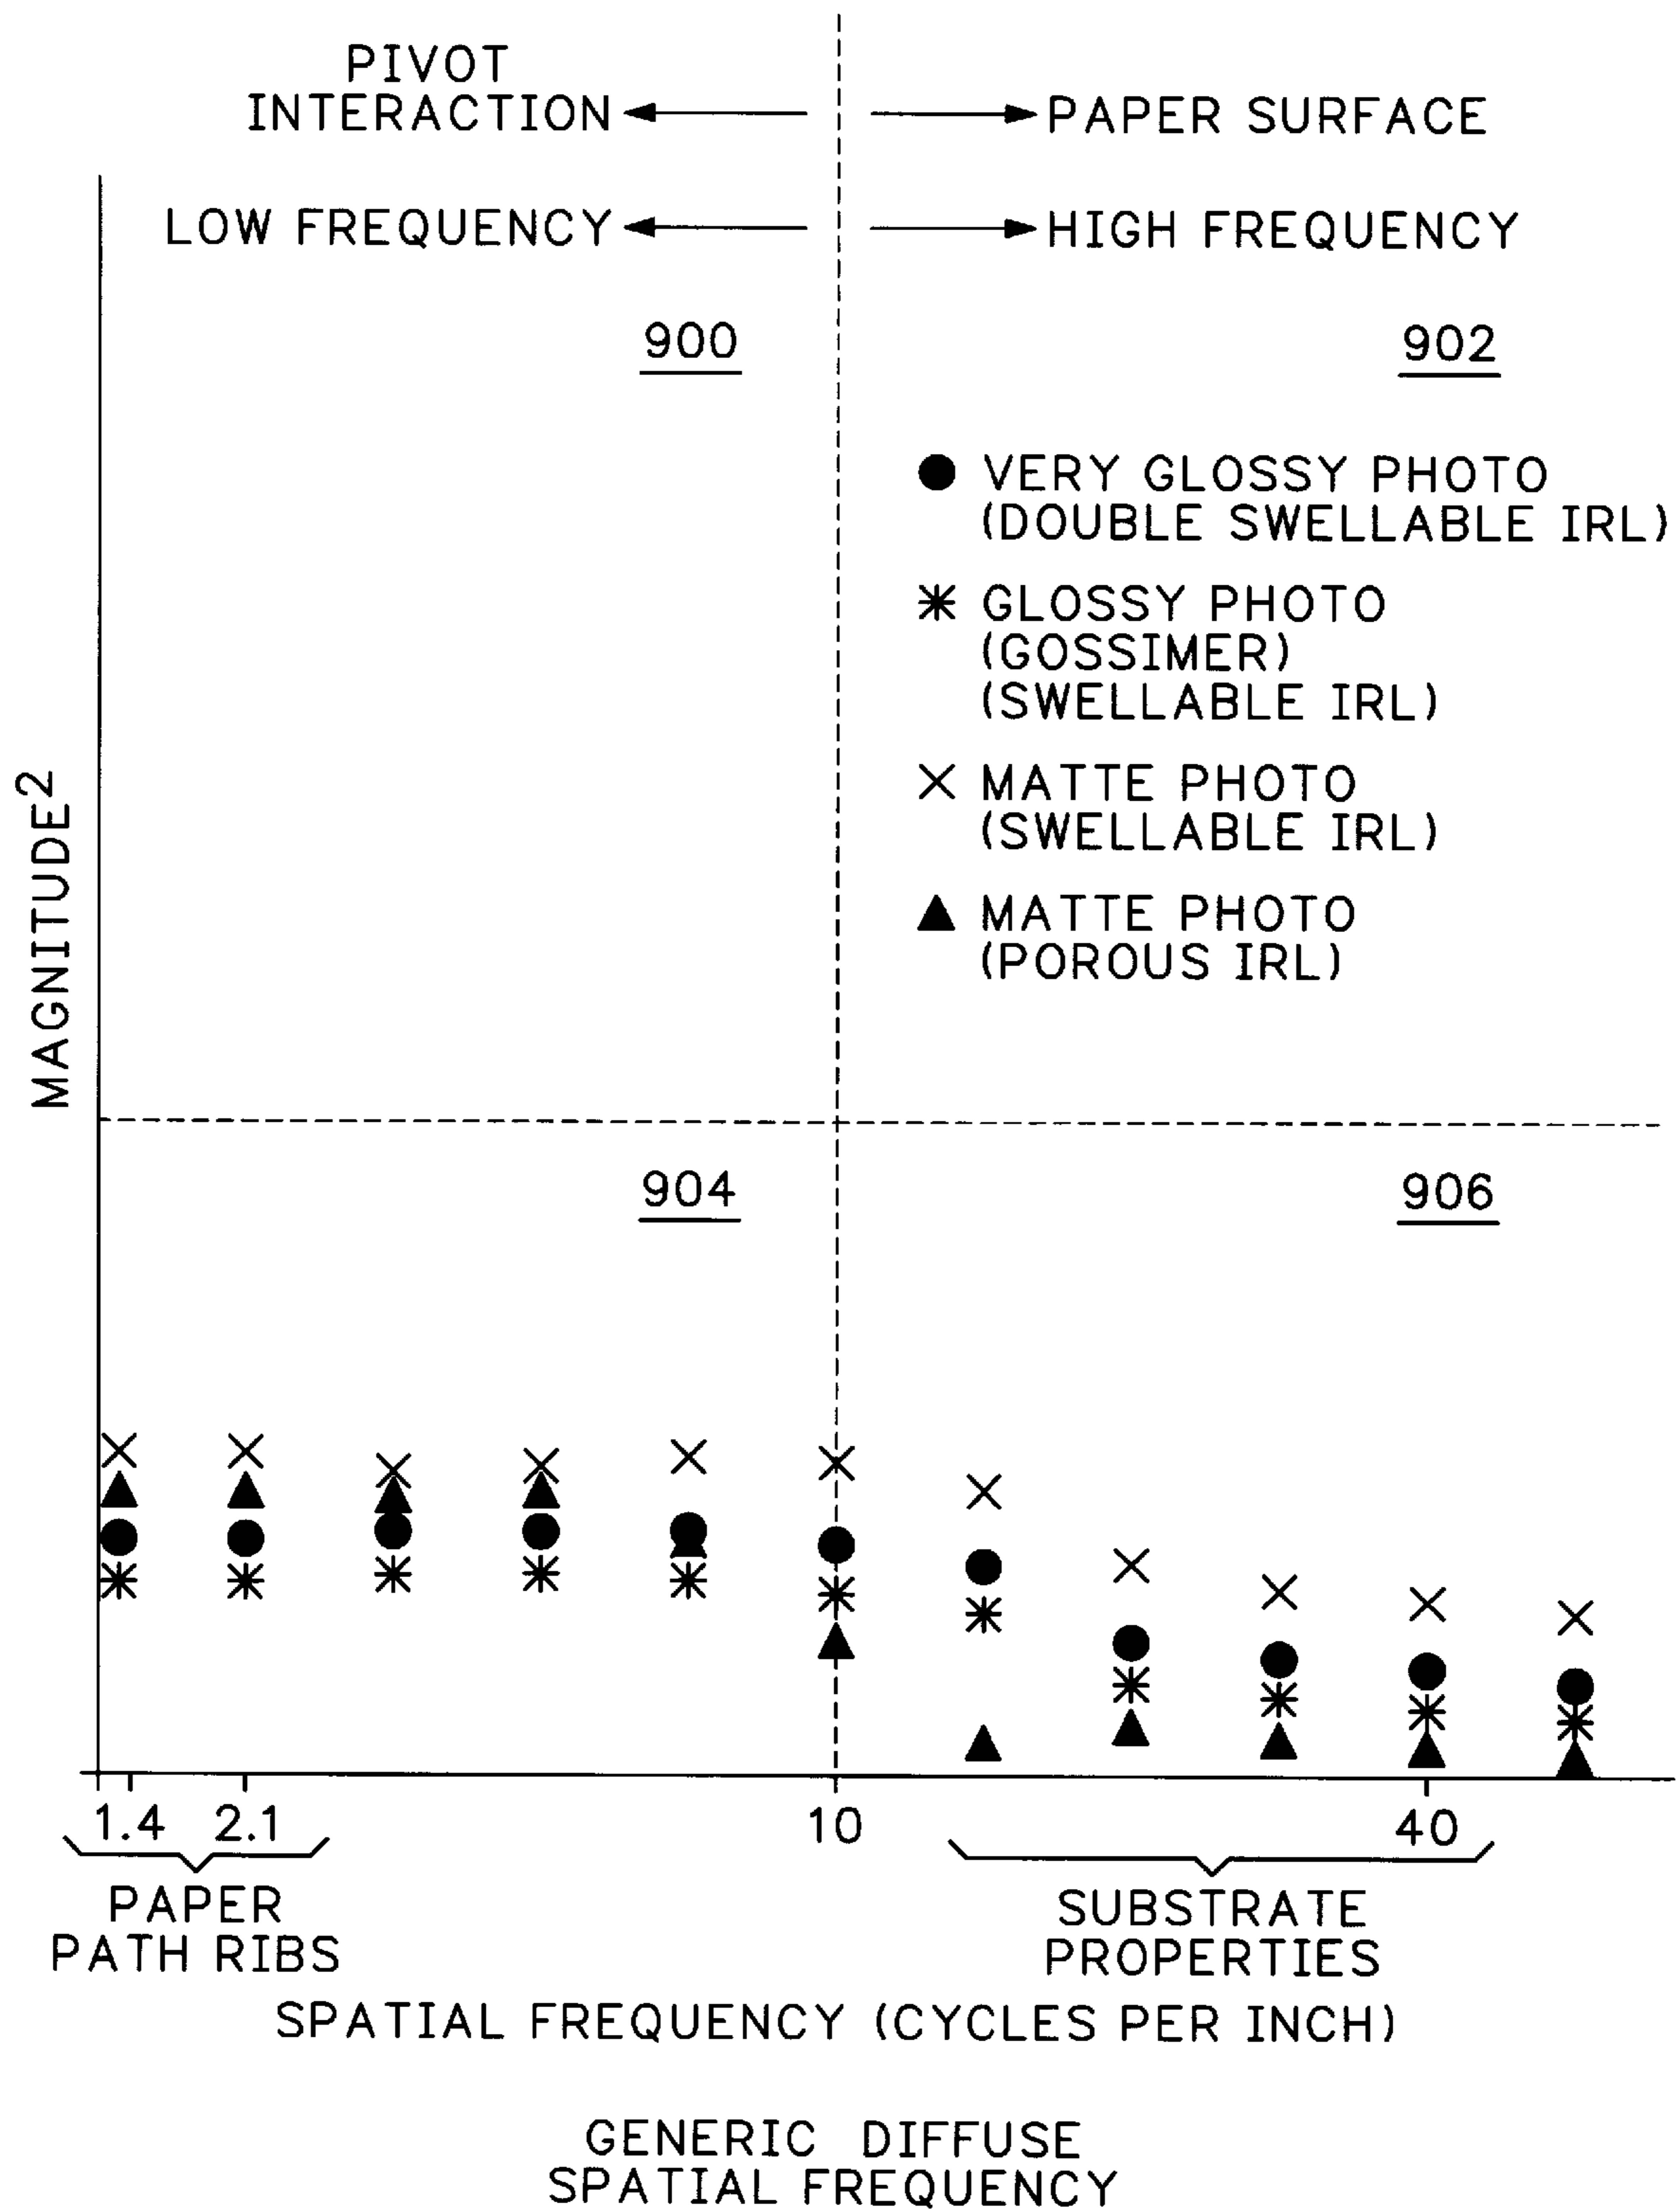 PIVOT
INTERACTION
PAPER SURFACE
LOW FREQUENCY
HIGH FREQUENCY
900
902
VERY GLOSSY PHOTO
(DOUBLE SWELLABLE IRL)
GLOSSY PHOTO
(GOSSIMER)
(SWELLABLE IRL)
MATTE PHOTO
(SWELLABLE IRL)
MATTE PHOTO
(POROUS IRL)
MAGNITUDE²
904
906
1.4 2.1 10 40
PAPER
PATH RIBS
SUBSTRATE
PROPERTIES
SPATIAL FREQUENCY (CYCLES PER INCH)
GENERIC DIFFUSE
SPATIAL FREQUENCY